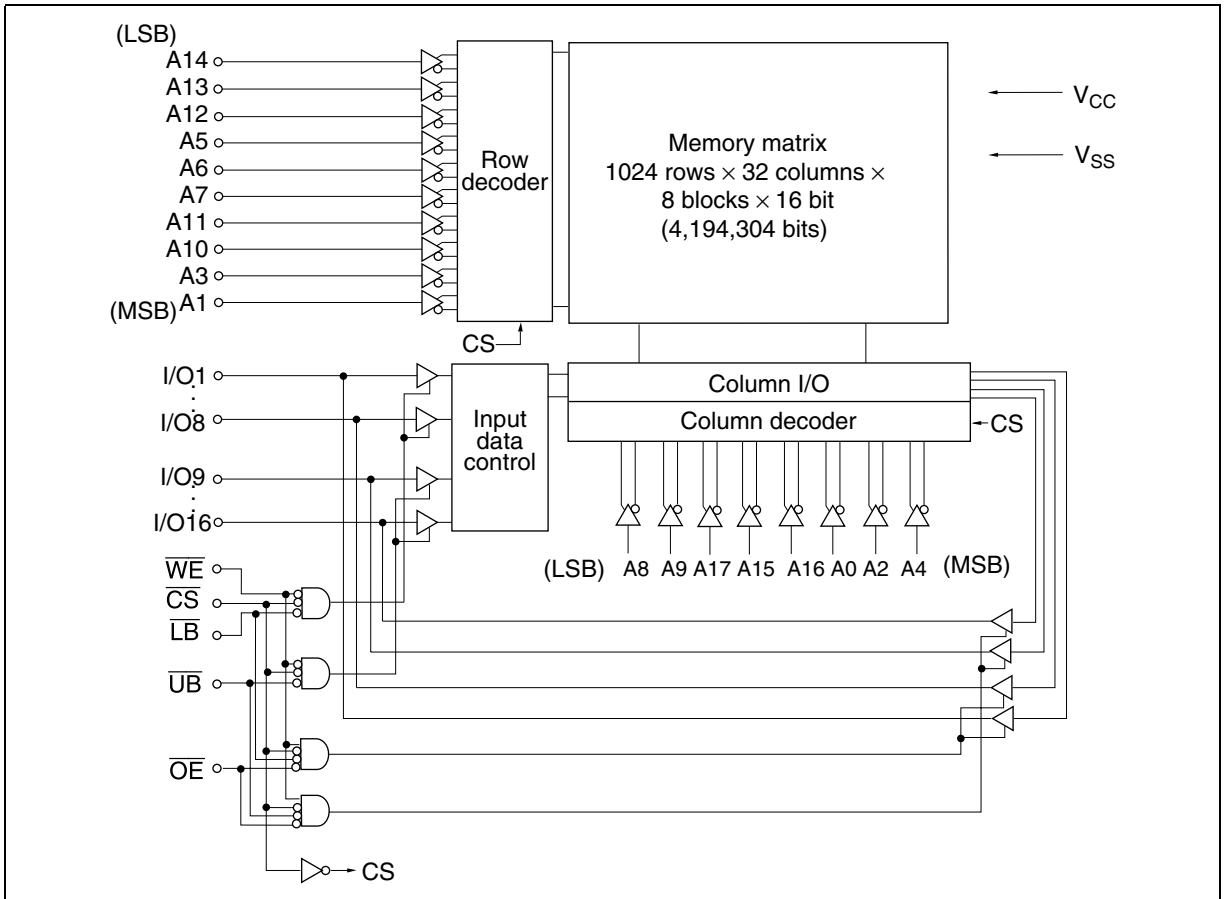 (LSB)
A14
A13
A12
A5
A6
A7
A11
A10
A3
(MSB) A1
Row
decoder
CS
Memory matrix
1024 rows × 32 columns ×
8 blocks × 16 bit
(4,194,304 bits)
VCC
VSS
I/O1
I/O8
I/O9
I/O16
Input
data
control
Column I/O
Column decoder
CS
(LSB) A8 A9 A17 A15 A16 A0 A2 A4 (MSB)
WE
CS
LB
UB
OE
CS